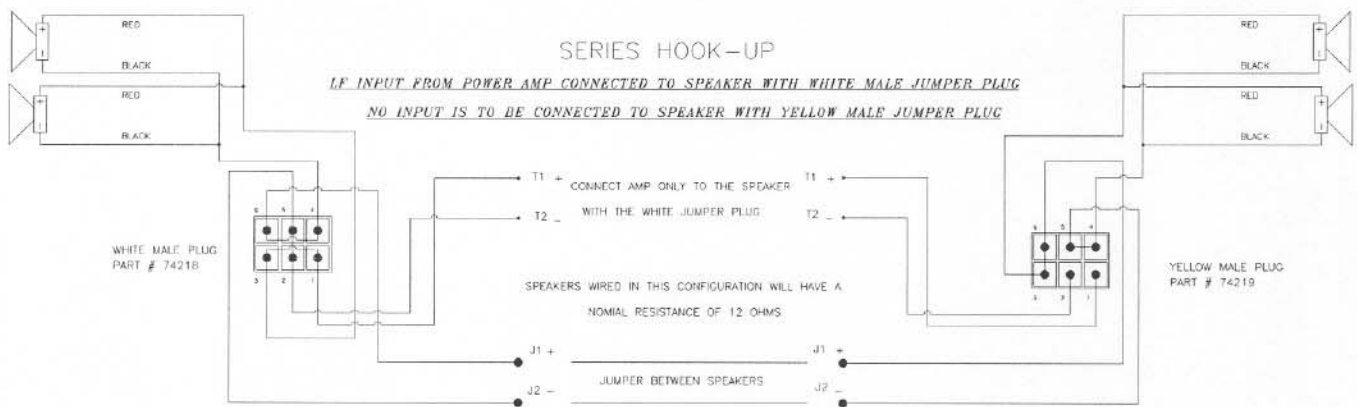 SERIES HOOK-UP
LF INPUT FROM POWER AMP CONNECTED TO SPEAKER WITH WHITE MALE JUMPER PLUG
NO INPUT IS TO BE CONNECTED TO SPEAKER WITH YELLOW MALE JUMPER PLUG
+
-
RED
BLACK
+
-
RED
BLACK
RED
BLACK
+
-
RED
BLACK
+
-
T1 +
CONNECT AMP ONLY TO THE SPEAKER
T1 +
T2 -
WITH THE WHITE JUMPER PLUG
T2 -
6 5 4
WHITE MALE PLUG
PART # 74218
3 2 1
5 4
YELLOW MALE PLUG
PART # 74219
1
SPEAKERS WIRED IN THIS CONFIGURATION WILL HAVE A
NOMIAL RESISTANCE OF 12 OHMS
J1 +
J1 +
JUMPER BETWEEN SPEAKERS
J2 -
J2 -